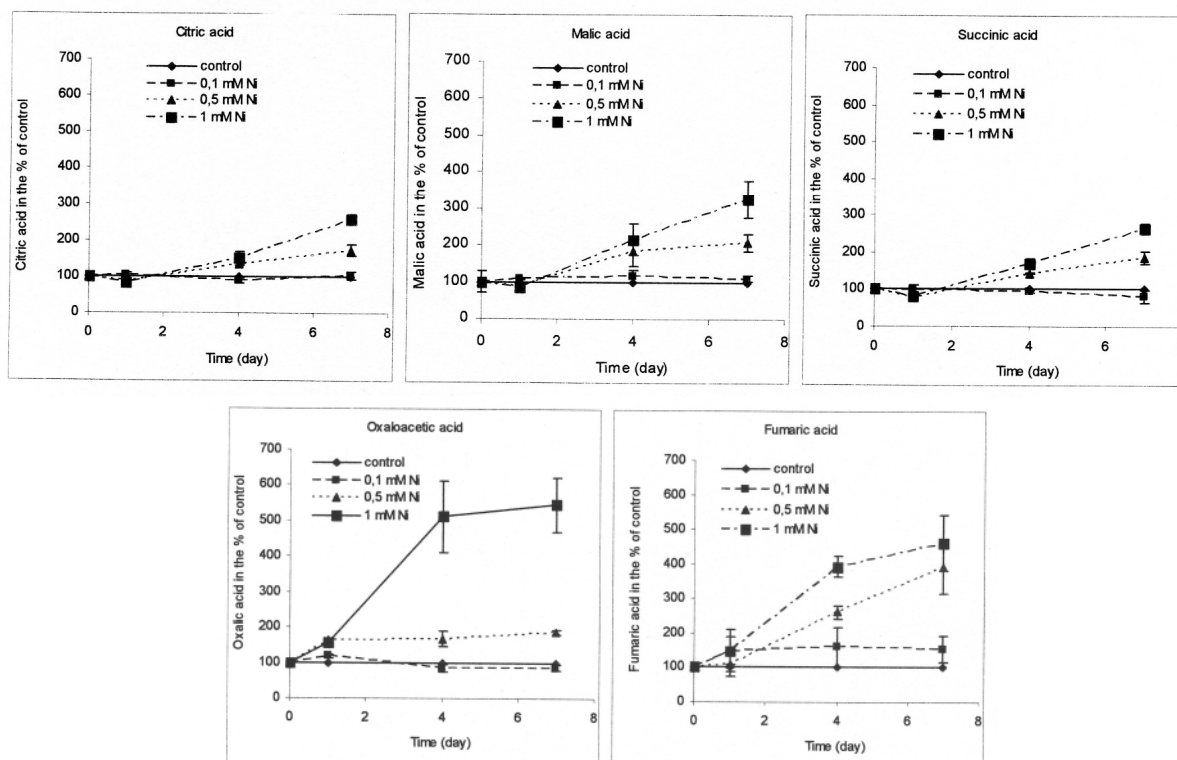 Citric acid
700
600
500
400
300
200
100
0
control
0,1 mM Ni
0,5 mM Ni
1 mM Ni
Citric acid in the % of control
0 2 4 6 8
Time (day)
Malic acid
700
600
500
400
300
200
100
0
control
0,1 mM Ni
0,5 mM Ni
1 mM Ni
Malic acid in the % of control
0 2 4 6 8
Time (day)
Succinic acid
700
600
500
400
300
200
100
0
control
0,1 mM Ni
0,5 mM Ni
1 mM Ni
Succinic acid in the % of control
0 2 4 6
Time (day)
Oxaloacetic acid
700
600
500
400
300
200
100
0
control
0,1 mM Ni
0,5 mM Ni
1 mM Ni
Oxalic acid in the % of control
0 2 4 6 8
Time (day)
Fumaric acid
700
600
500
400
300
200
100
0
control
0,1 mM Ni
0,5 mM Ni
1 mM Ni
Fumaric acid in the % of control
0 2 4 6 8
Time (day)